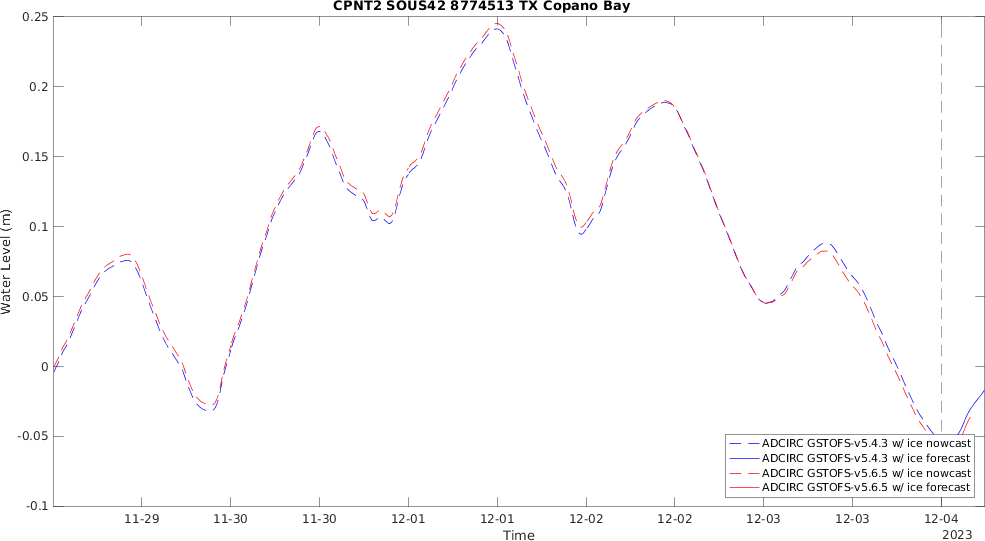 CPNT2 SOUS42 8774513 TX Copano Bay
0.25
0.2
0.15
0.1
0.05
0
-0.05
-0.1
Water Level (m)
ADCIRC GSTOFS-v5.4.3 w/ ice nowcast
ADCIRC GSTOFS-v5.4.3 w/ ice forecast
ADCIRC GSTOFS-v5.6.5 w/ ice nowcast
ADCIRC GSTOFS-v5.6.5 w/ ice forecast
11-29 11-30 11-30 12-01 12-01 12-02 12-02 12-03 12-03 12-04
Time 2023